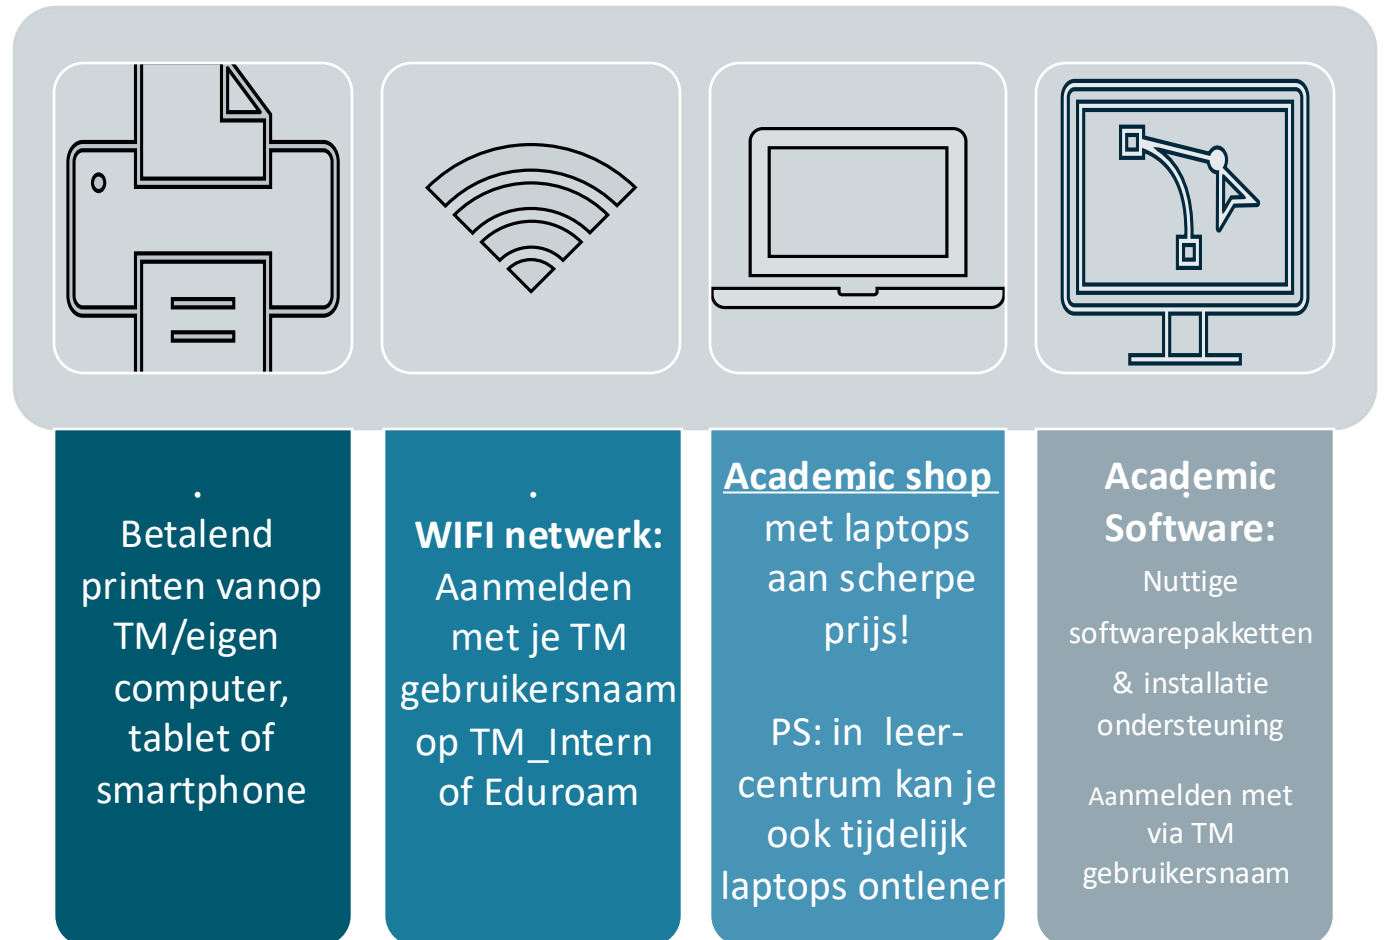 .
Betalend
printen vanop
TM/eigen
computer,
tablet of
smartphone
.
WIFI netwerk:
Aanmelden
met je TM
gebruikersnaam
op TM_Intern
of Eduroam
Academic shop
met laptops
aan scherpe
prijs!
PS: in leer-
centrum kan je
ook tijdelijk
laptops ontlenen
Academic
Software:
Nuttige
softwarepakketten
& installatie
ondersteuning
Aanmelden met
via TM
gebruikersnaam